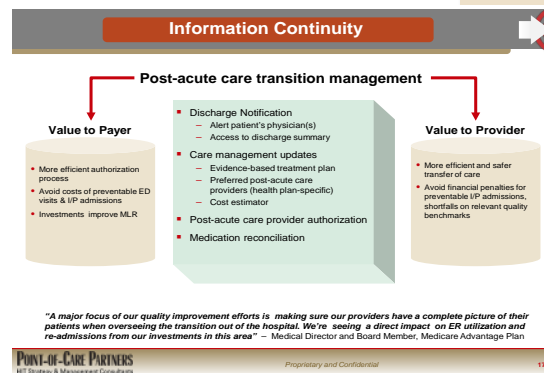 Information Continuity
Post-acute care transition management
Value to Payer
• More efficient authorization
process
• Avoid costs of preventable ED
visits & I/P admissions
• Investments improve MLR
▪ Discharge Notification
– Alert patient's physician(s)
– Access to discharge summary
▪ Care management updates
– Evidence-based treatment plan
– Preferred post-acute care
providers (health plan-specific)
– Cost estimator
▪ Post-acute care provider authorization
▪ Medication reconciliation
Value to Provider
• More efficient and safer
transfer of care
• Avoid financial penalties for
preventable I/P admissions,
shortfalls on relevant quality
benchmarks
"A major focus of our quality improvement efforts is making sure our providers have a complete picture of their
patients when overseeing the transition out of the hospital. We're seeing a direct impact on ER utilization and
re-admissions from our investments in this area" – Medical Director and Board Member, Medicare Advantage Plan
POINT-OF-CARE PARTNERS
HIT Strategy & Management Consultants
Proprietary and Confidential